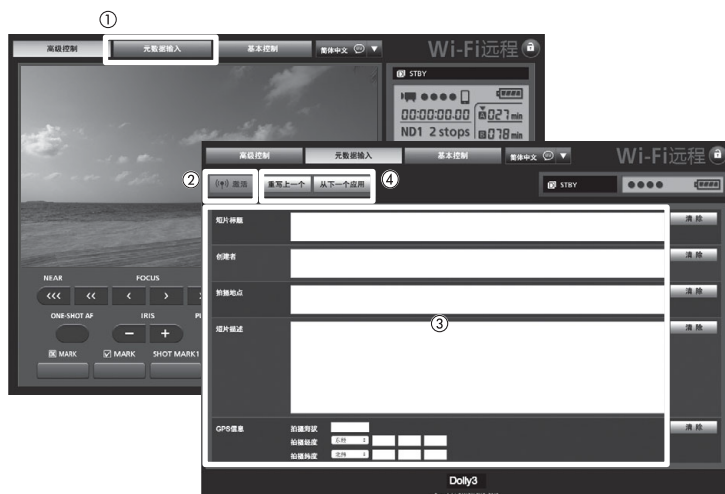 ①
高级控制 元数据输入 基本控制 简体中文 Wi-Fi远程
STBY
00:00:00.00 027 min
ND1 2 stops 078 min
NEAR FOCUS
ONE-SHOT AF IRIS
OK MARK MARK SHOT MARK1
高级控制 元数据输入 基本控制 简体中文 Wi-Fi远程
② 激活 重写上一个 从下一个应用 ④ STBY
短片标题 清除
创建者 清除
拍摄地点 清除
短片描述 ③ 清除
GPS信息 拍摄海拔 清除
拍摄经度 东经
拍摄纬度 北纬
Dolly3